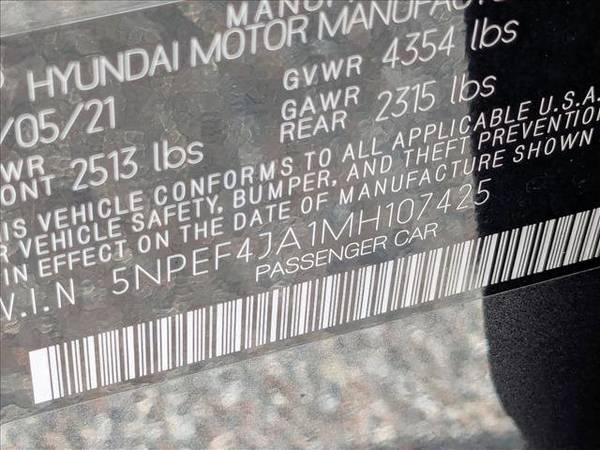 MANUF
HYUNDAI MOTOR MANUFACT
/05/21 GVWR 4354 lbs
WR GAWR 2315 lbs
ONT 2513 lbs REAR
IS VEHICLE CONFORMS TO ALL APPLICABLE U.S.A.
R VEHICLE SAFETY, BUMPER, AND THEFT PREVENTION
IN EFFECT ON THE DATE OF MANUFACTURE SHOWN
V.I.N 5NPEF4JA1MH107425
PASSENGER CAR